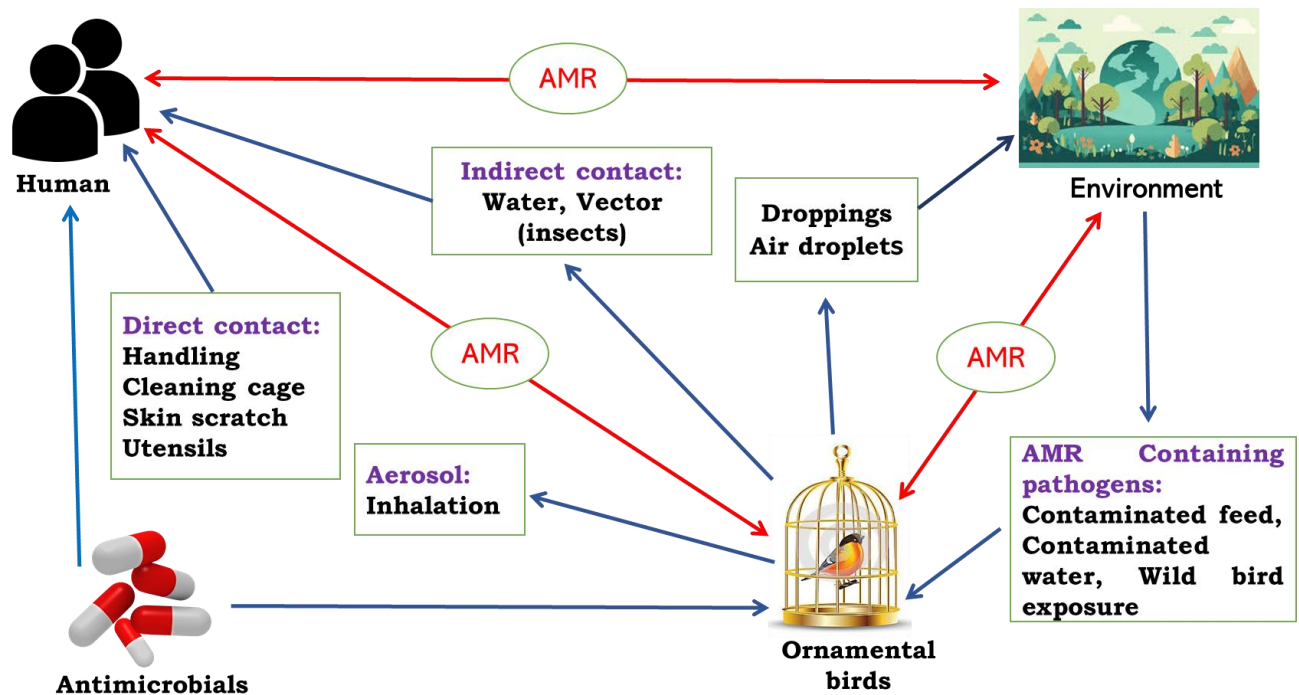 AMR
Human
Environment
Indirect contact:
Water, Vector
(insects)
Droppings
Air droplets
Direct contact:
Handling
Cleaning cage
Skin scratch
Utensils
AMR
AMR
Aerosol:
Inhalation
AMR Containing
pathogens:
Contaminated feed,
Contaminated
water, Wild bird
exposure
Antimicrobials
Ornamental
birds